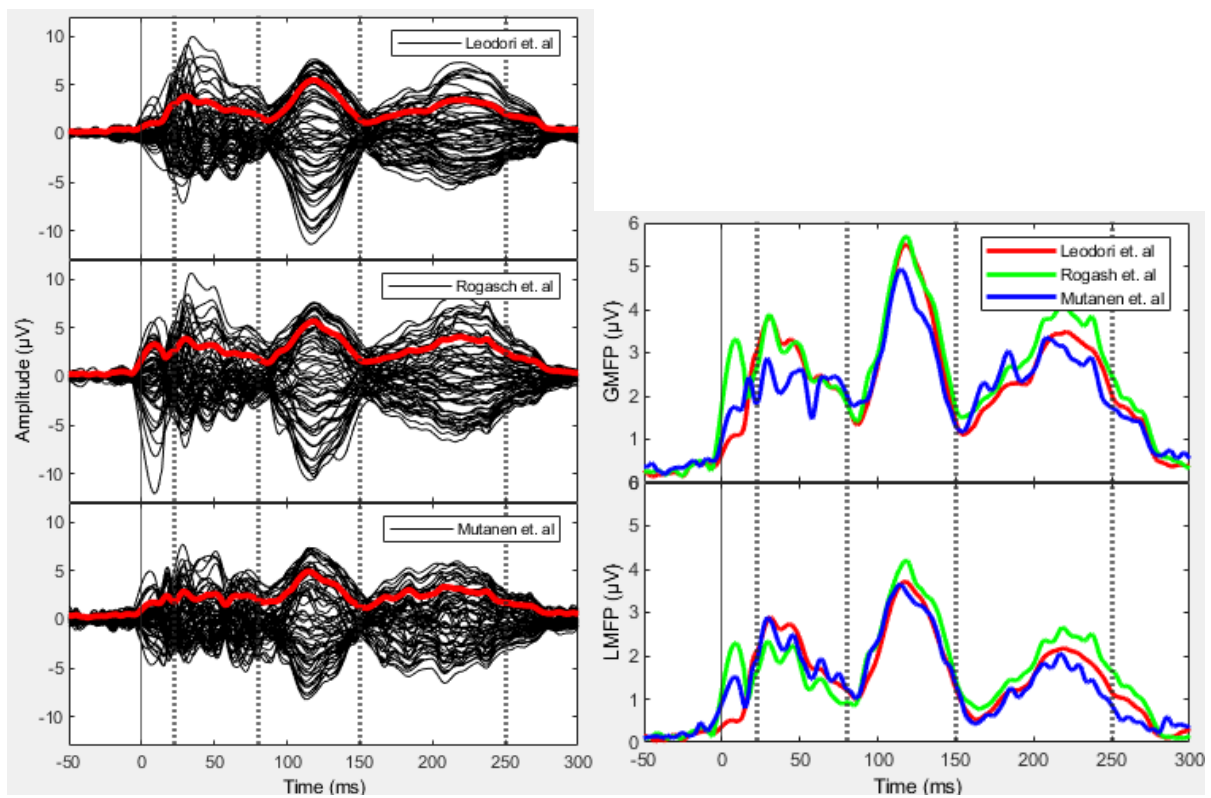 10
5
0
-5
-10
Leodori et. al
10
5
0
-5
-10
Rogasch et. al
10
5
0
-5
-10
Mutanen et. al
Amplitude (µV)
-50 0 50 100 150 200 250 300
Time (ms)
6
5
4
3
2
1
0
GMFP (µV)
Leodori et. al
Rogash et. al
Mutanen et. al
6
5
4
3
2
1
0
LMFP (µV)
-50 0 50 100 150 200 250 300
Time (ms)